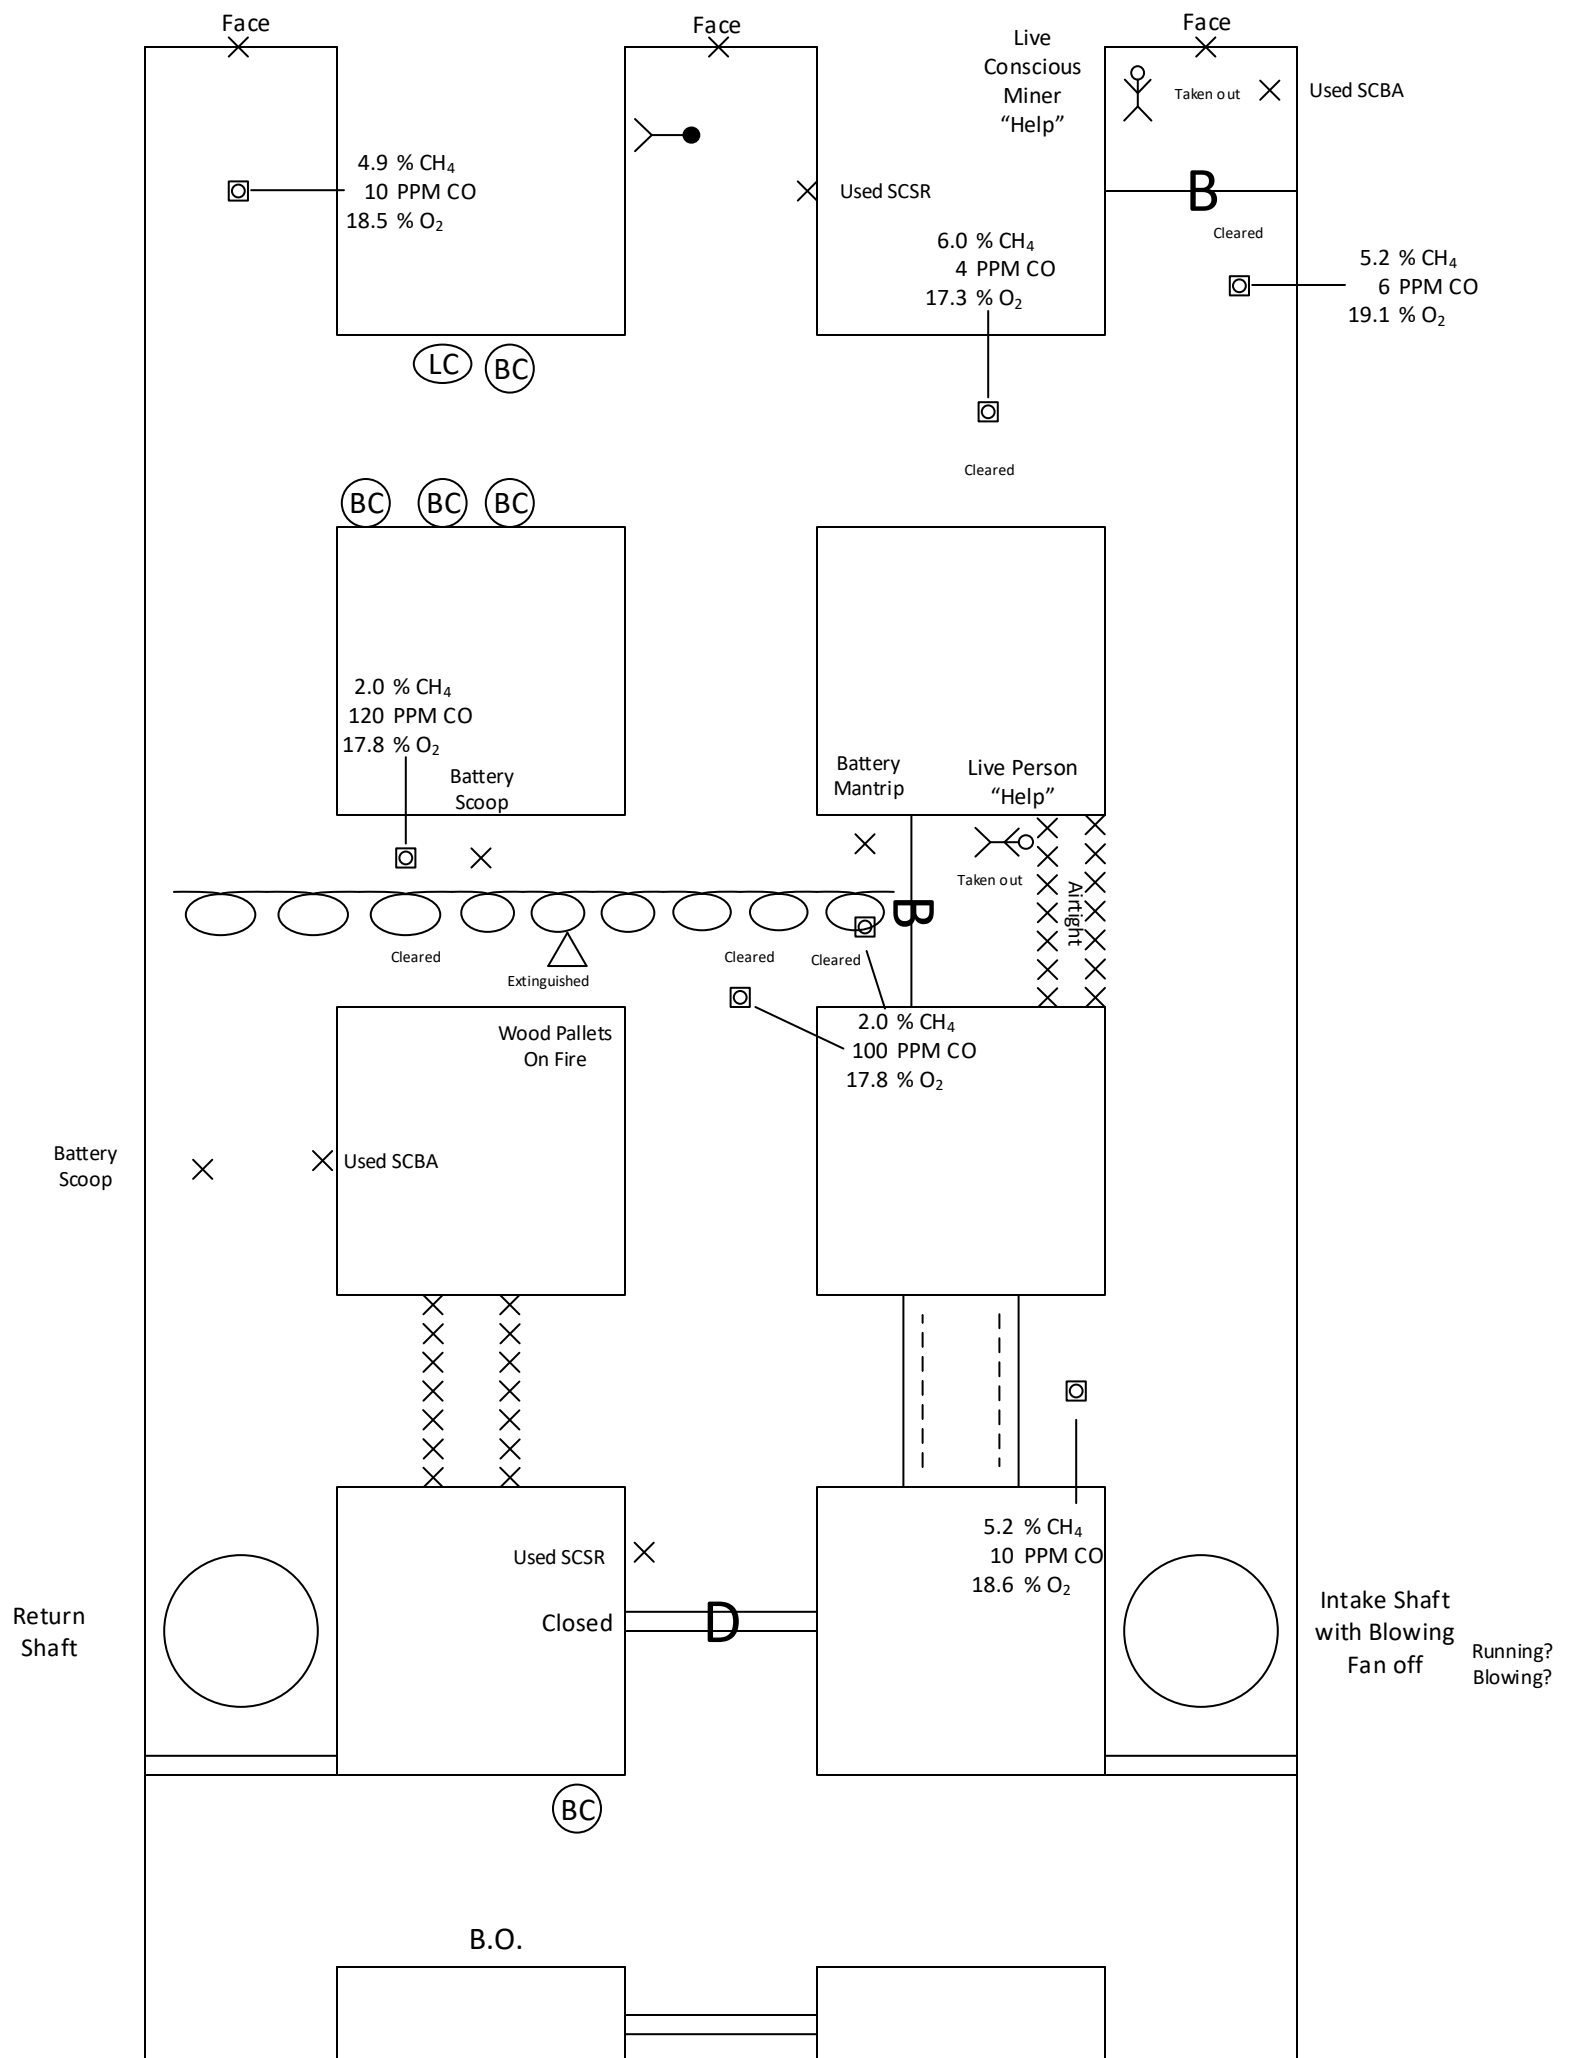 Face
Face
Face
Live
Conscious
Miner
“Help”
Taken out
Used SCBA
4.9 % CH₄
10 PPM CO
18.5 % O₂
Used SCSR
B
Cleared
6.0 % CH₄
4 PPM CO
17.3 % O₂
5.2 % CH₄
6 PPM CO
19.1 % O₂
LC
BC
Cleared
BC
BC
BC
2.0 % CH₄
120 PPM CO
17.8 % O₂
Battery
Scoop
Battery
Mantrip
Live Person
“Help”
Taken out
Airtight
B
Cleared
Extinguished
Cleared
Cleared
Wood Pallets
On Fire
2.0 % CH₄
100 PPM CO
17.8 % O₂
Battery
Scoop
Used SCBA
5.2 % CH₄
10 PPM CO
18.6 % O₂
Used SCSR
Closed
D
Return
Shaft
Intake Shaft
with Blowing
Fan off
Running?
Blowing?
BC
B.O.